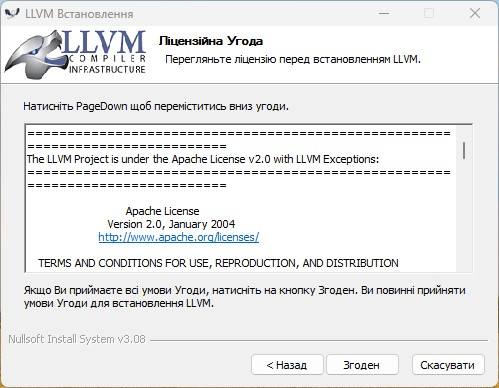 LLVM Встановлення
LLVM
COMPILER
INFRASTRUCTURE
Ліцензійна Угода
Перегляньте ліцензію перед встановленням LLVM.
Натисніть PageDown щоб переміститись вниз угоди.
==============================================================================
The LLVM Project is under the Apache License v2.0 with LLVM Exceptions:
==============================================================================
Apache License
Version 2.0, January 2004
http://www.apache.org/licenses/
TERMS AND CONDITIONS FOR USE, REPRODUCTION, AND DISTRIBUTION
Якщо Ви приймаєте всі умови Угоди, натисніть на кнопку Згоден. Ви повинні прийняти
умови Угоди для встановлення LLVM.
Nullsoft Install System v3.08
< Назад
Згоден
Скасувати